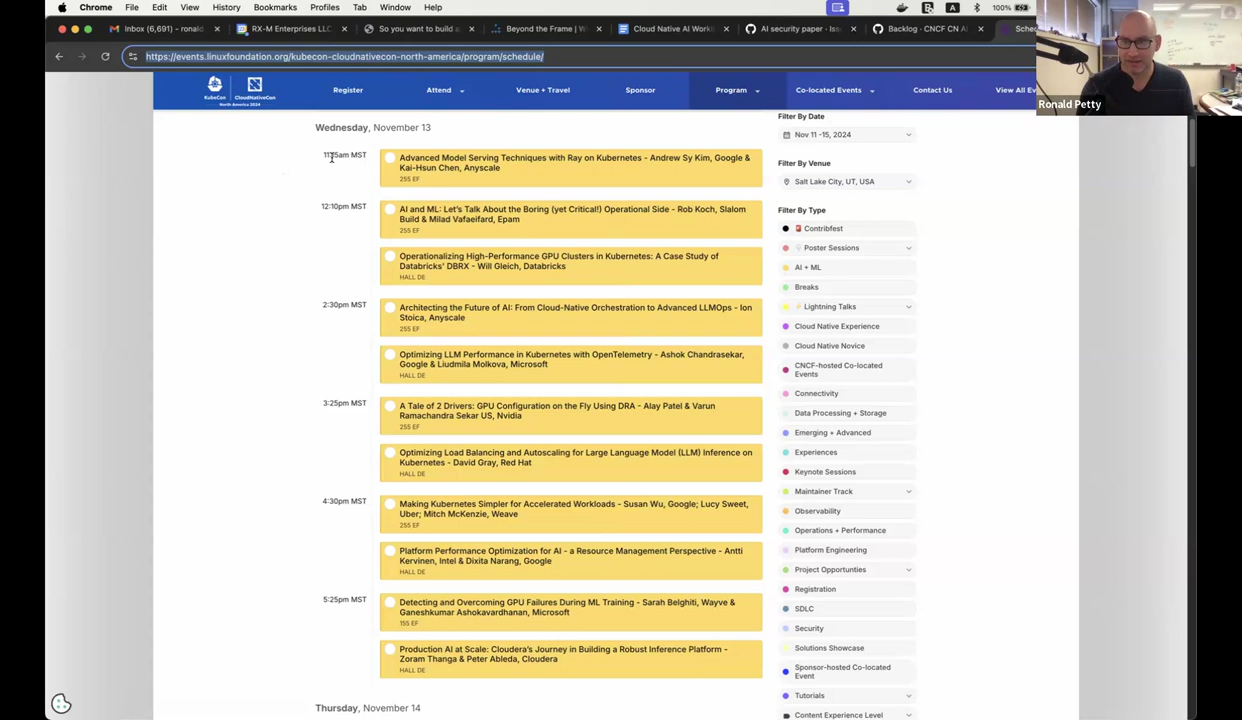 Chrome File Edit View History Bookmarks Profiles Tab Window Help 100%
Inbox (6,691) - ronald RX-M Enterprises LLC So you want to build a Beyond the Frame | W Cloud Native AI Work AI security paper · Iss Backlog · CNCF CN AI Sche
https://events.linuxfoundation.org/kubecon-cloudnativecon-north-america/program/schedule/
Ronald Petty
KubeCon CloudNativeCon
North America 2024
Register Attend Venue + Travel Sponsor Program Co-located Events Contact Us View All Ev
Wednesday, November 13
am MST
Advanced Model Serving Techniques with Ray on Kubernetes - Andrew Sy Kim, Google &
Kai-Hsun Chen, Anyscale
255 EF
12:10pm MST
AI and ML: Let's Talk About the Boring (yet Critical!) Operational Side - Rob Koch, Slalom
Build & Milad Vafaeifard, Epam
255 EF
Operationalizing High-Performance GPU Clusters in Kubernetes: A Case Study of
Databricks' DBRX - Will Gleich, Databricks
HALL DE
2:30pm MST
Architecting the Future of AI: From Cloud-Native Orchestration to Advanced LLMOps - Ion
Stoica, Anyscale
255 EF
Optimizing LLM Performance in Kubernetes with OpenTelemetry - Ashok Chandrasekar,
Google & Liudmila Molkova, Microsoft
HALL DE
3:25pm MST
A Tale of 2 Drivers: GPU Configuration on the Fly Using DRA - Alay Patel & Varun
Ramachandra Sekar US, Nvidia
255 EF
Optimizing Load Balancing and Autoscaling for Large Language Model (LLM) Inference on
Kubernetes - David Gray, Red Hat
HALL DE
4:30pm MST
Making Kubernetes Simpler for Accelerated Workloads - Susan Wu, Google; Lucy Sweet,
Uber; Mitch McKenzie, Weave
255 EF
Platform Performance Optimization for AI - a Resource Management Perspective - Antti
Kervinen, Intel & Dixita Narang, Google
HALL DE
5:25pm MST
Detecting and Overcoming GPU Failures During ML Training - Sarah Belghiti, Wayve &
Ganeshkumar Ashokavardhanan, Microsoft
155 EF
Production AI at Scale: Cloudera's Journey in Building a Robust Inference Platform -
Zoram Thanga & Peter Ableda, Cloudera
HALL DE
Thursday, November 14
Filter By Date
Nov 11 -15, 2024
Filter By Venue
Salt Lake City, UT, USA
Filter By Type
Contribfest
Poster Sessions
AI + ML
Breaks
Lightning Talks
Cloud Native Experience
Cloud Native Novice
CNCF-hosted Co-located
Events
Connectivity
Data Processing + Storage
Emerging + Advanced
Experiences
Keynote Sessions
Maintainer Track
Observability
Operations + Performance
Platform Engineering
Project Opportunties
Registration
SDLC
Security
Solutions Showcase
Sponsor-hosted Co-located
Event
Tutorials
Content Experience Level